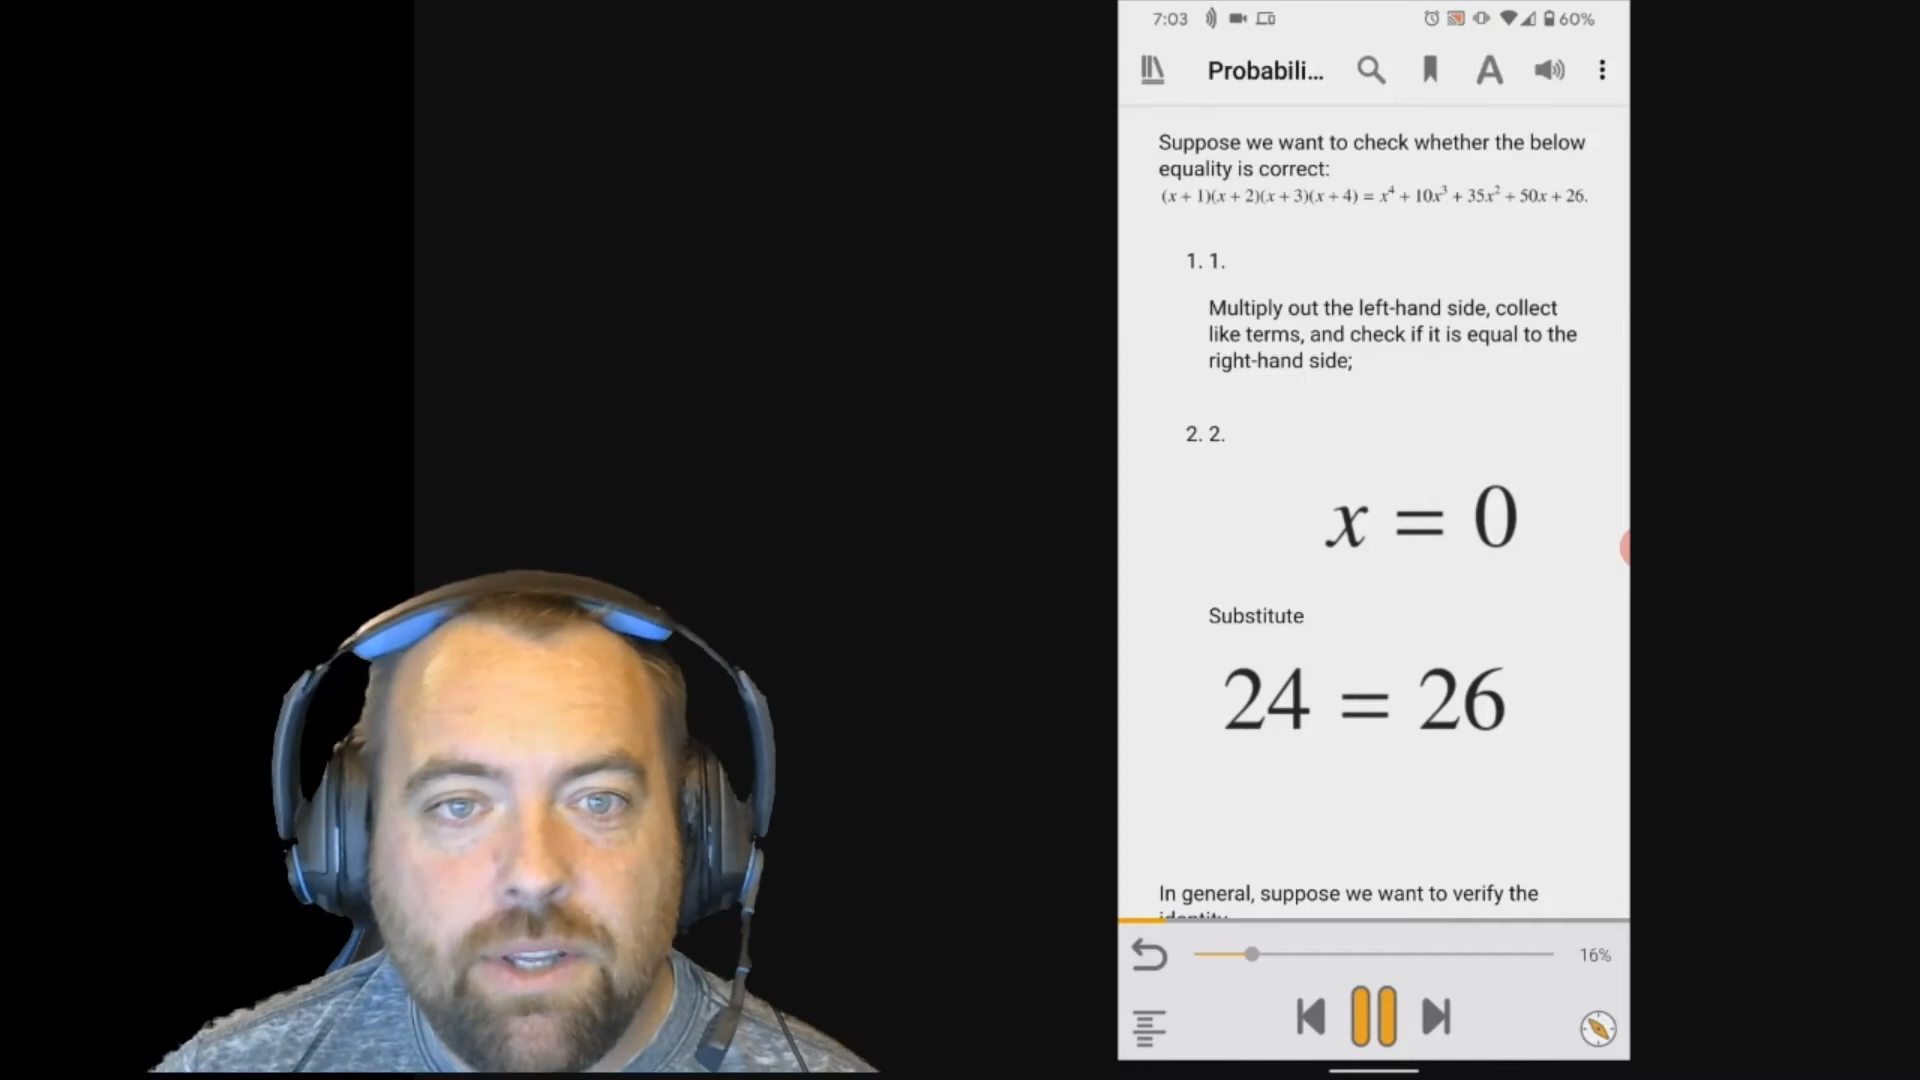 7:03 60%
Probabili...
Suppose we want to check whether the below
equality is correct:
(x + 1)(x + 2)(x + 3)(x + 4) = x⁴ + 10x³ + 35x² + 50x + 26.
1. 1.
Multiply out the left-hand side, collect
like terms, and check if it is equal to the
right-hand side;
2. 2.
x = 0
Substitute
24 = 26
In general, suppose we want to verify the
identity
16%